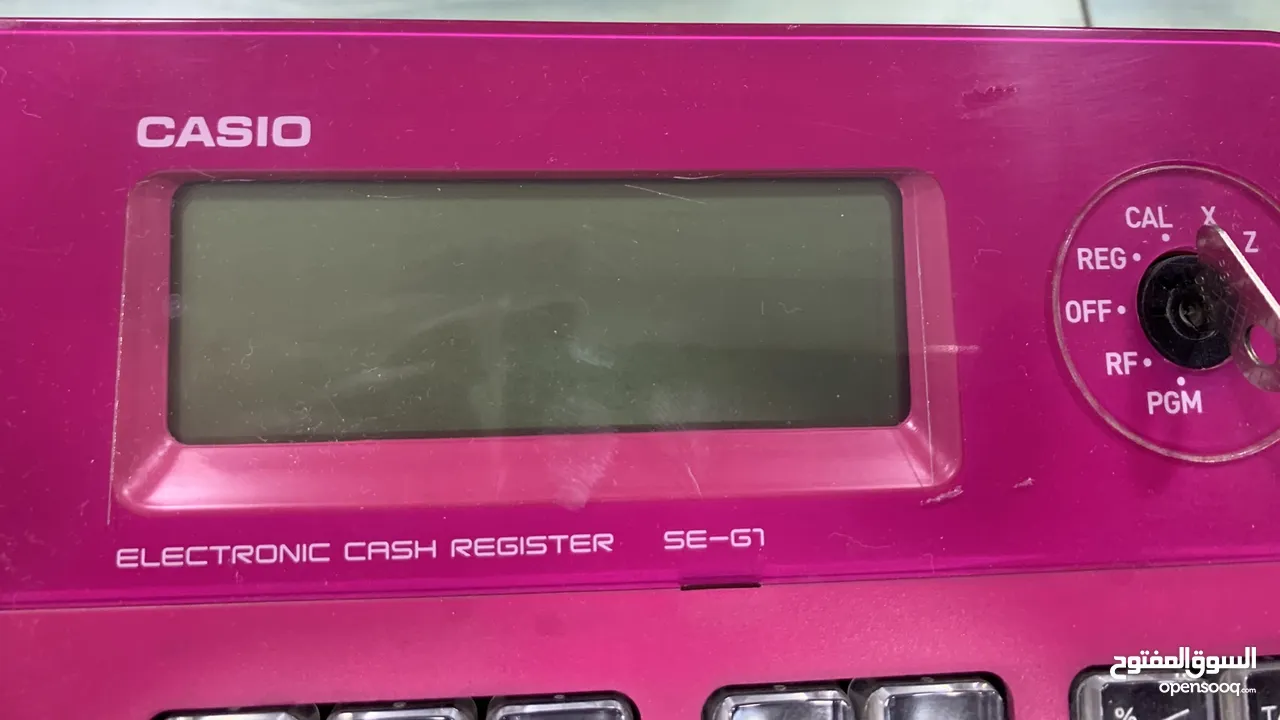 CASIO
CAL X
Z
REG
OFF
RF
PGM
ELECTRONIC CASH REGISTER SE-G1
السوق المفتوح
opensooq.com
% T